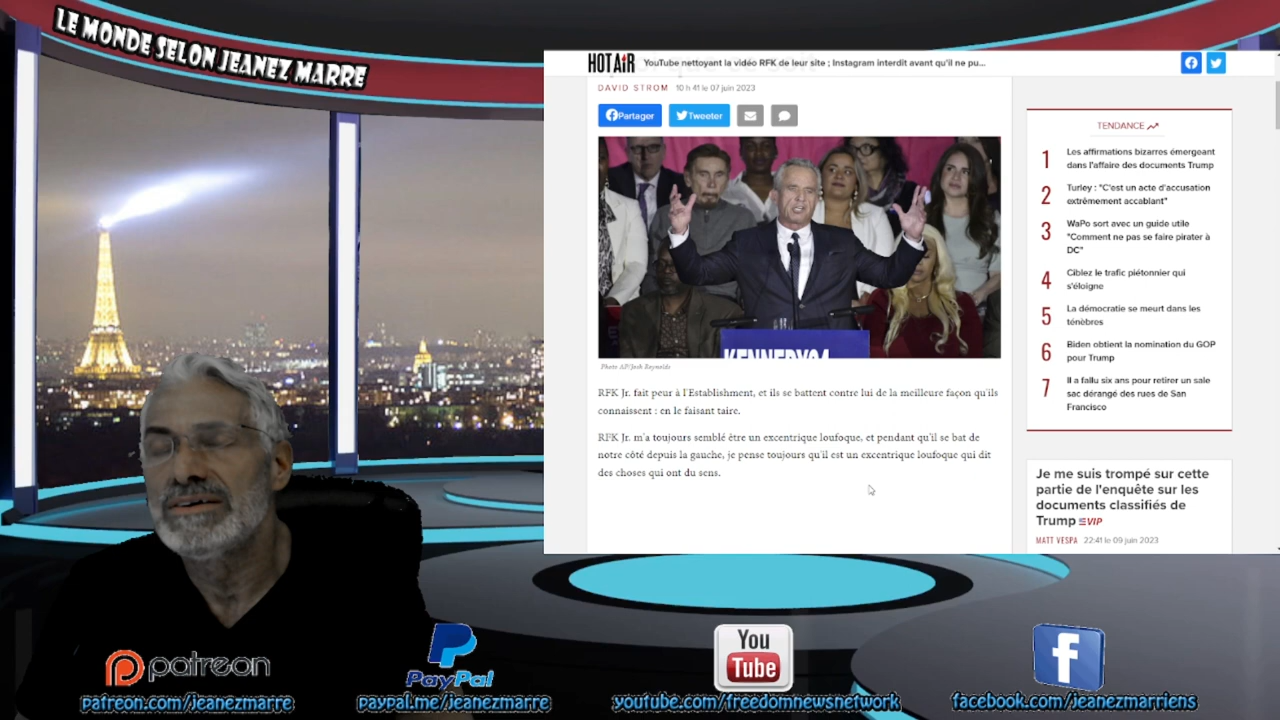 LE MONDE SELON JEANEZ MARRE
HOTAIR
YouTube nettoyant la vidéo RFK de leur site ; Instagram interdit avant qu'il ne pu...
DAVID STROM 10 h 41 le 07 juin 2023
Partager
Tweeter
KENNEDY24
Photo AP/Josh Reynolds
RFK Jr. fait peur à l'Establishment, et ils se battent contre lui de la meilleure façon qu'ils
connaissent : en le faisant taire.
RFK Jr. m'a toujours semblé être un excentrique loufoque, et pendant qu'il se bat de
notre côté depuis la gauche, je pense toujours qu'il est un excentrique loufoque qui dit
des choses qui ont du sens.
TENDANCE
1 Les affirmations bizarres émergeant
dans l'affaire des documents Trump
2 Turley : "C'est un acte d'accusation
extrêmement accablant"
3 WaPo sort avec un guide utile
"Comment ne pas se faire pirater à
DC"
4 Ciblez le trafic piétonnier qui
s'éloigne
5 La démocratie se meurt dans les
ténèbres
6 Biden obtient la nomination du GOP
pour Trump
7 Il a fallu six ans pour retirer un sale
sac dérangé des rues de San
Francisco
Je me suis trompé sur cette
partie de l'enquête sur les
documents classifiés de
Trump VIP
MATT VESPA 22:41 le 09 juin 2023
patreon
patreon.com/jeanezmarre
PayPal
paypal.me/jeanezmarre
You
Tube
youtube.com/freedomnewsnetwork
f
facebook.com/jeanezmarriens